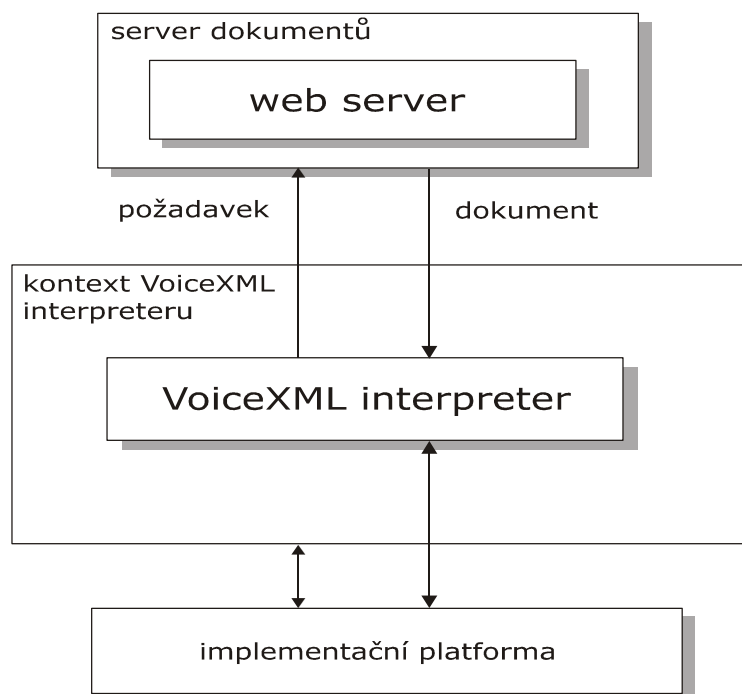 server dokumentů
web server
požadavek
dokument
kontext VoiceXML
interpreteru
VoiceXML interpreter
implementační platforma